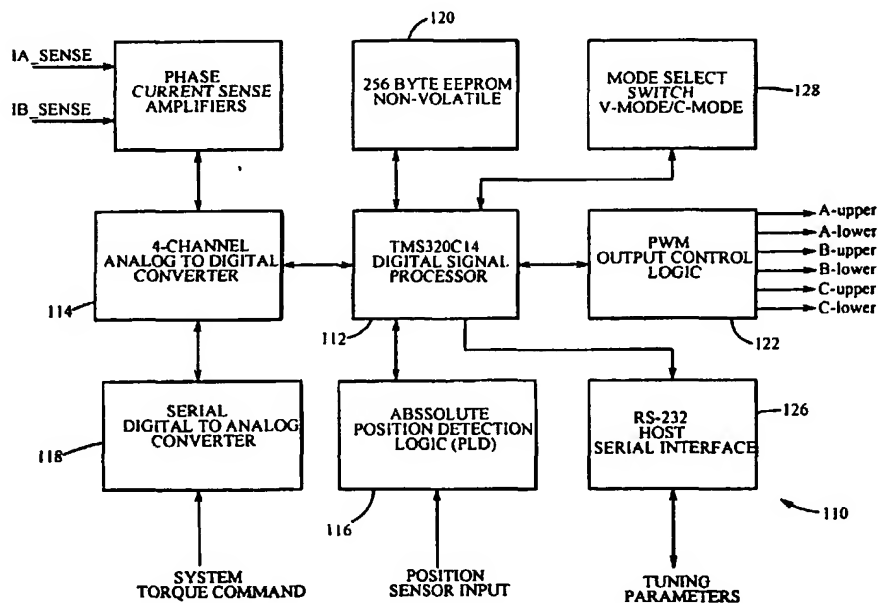 120
IA_SENSE
IB_SENSE
PHASE
CURRENT SENSE
AMPLIFIERS
256 BYTE EEPROM
NON-VOLATILE
MODE SELECT
SWITCH
V-MODE/C-MODE
128
4-CHANNEL
ANALOG TO DIGITAL
CONVERTER
114
TMS320C14
DIGITAL SIGNAL
PROCESSOR
112
PWM
OUTPUT CONTROL
LOGIC
122
A-upper
A-lower
B-upper
B-lower
C-upper
C-lower
SERIAL
DIGITAL TO ANALOG
CONVERTER
118
ABSSOLUTE
POSITION DETECTION
LOGIC (PLD)
116
RS-232
HOST
SERIAL INTERFACE
126
110
SYSTEM
TORQUE COMMAND
POSITION
SENSOR INPUT
TUNING
PARAMETERS